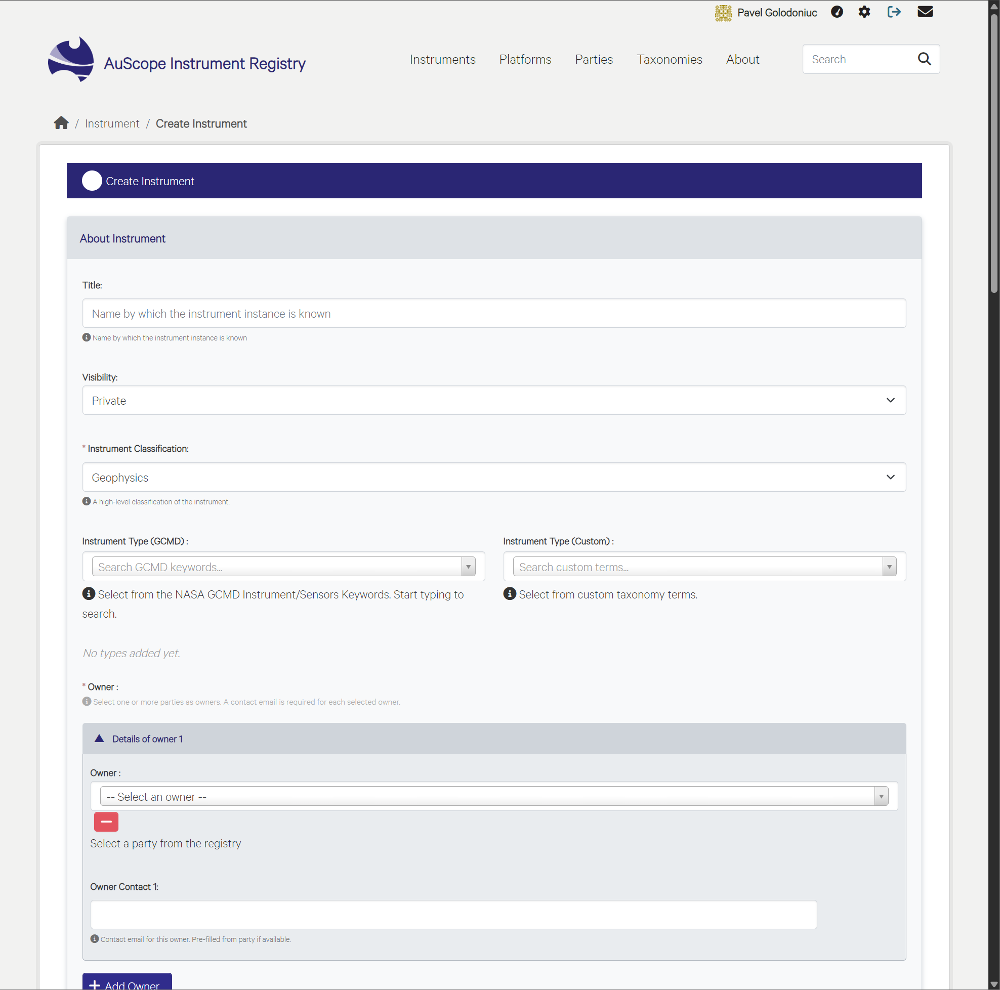 Pavel Golodoniuc
AuScope Instrument Registry
Instruments Platforms Parties Taxonomies About
Search
/ Instrument / Create Instrument
Create Instrument
About Instrument
Title:
Name by which the instrument instance is known
Name by which the instrument instance is known
Visibility:
Private
* Instrument Classification:
Geophysics
A high-level classification of the instrument.
Instrument Type (GCMD) :
Search GCMD keywords...
Select from the NASA GCMD Instrument/Sensors Keywords. Start typing to
search.
Instrument Type (Custom) :
Search custom terms...
Select from custom taxonomy terms.
No types added yet.
* Owner :
Select one or more parties as owners. A contact email is required for each selected owner.
Details of owner 1
Owner :
-- Select an owner --
Select a party from the registry
Owner Contact 1:
Contact email for this owner. Pre-filled from party if available.
Add Owner